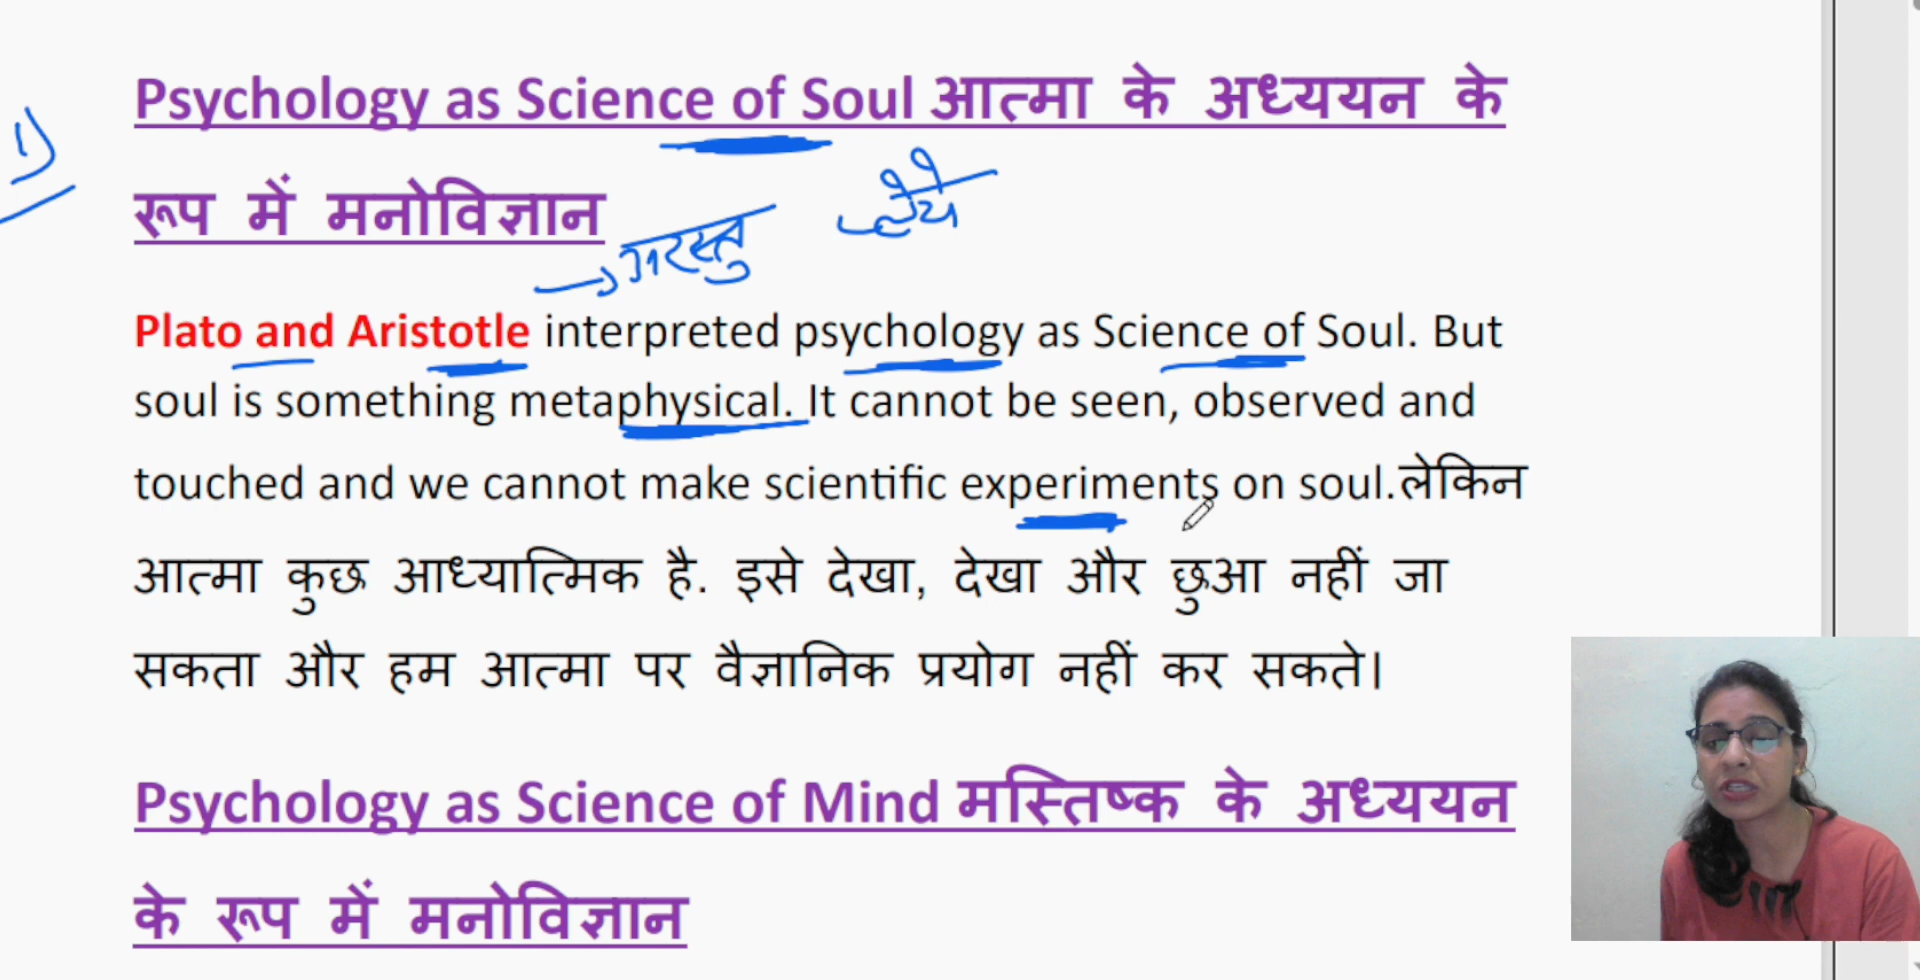 Psychology as Science of Soul आत्मा के अध्ययन के
1)
रूप में मनोविज्ञान
अरस्तु
Plato and Aristotle interpreted psychology as Science of Soul. But
soul is something metaphysical. It cannot be seen, observed and
touched and we cannot make scientific experiments on soul.लेकिन
आत्मा कुछ आध्यात्मिक है. इसे देखा, देखा और छुआ नहीं जा
सकता और हम आत्मा पर वैज्ञानिक प्रयोग नहीं कर सकते।
Psychology as Science of Mind मस्तिष्क के अध्ययन
के रूप में मनोविज्ञान